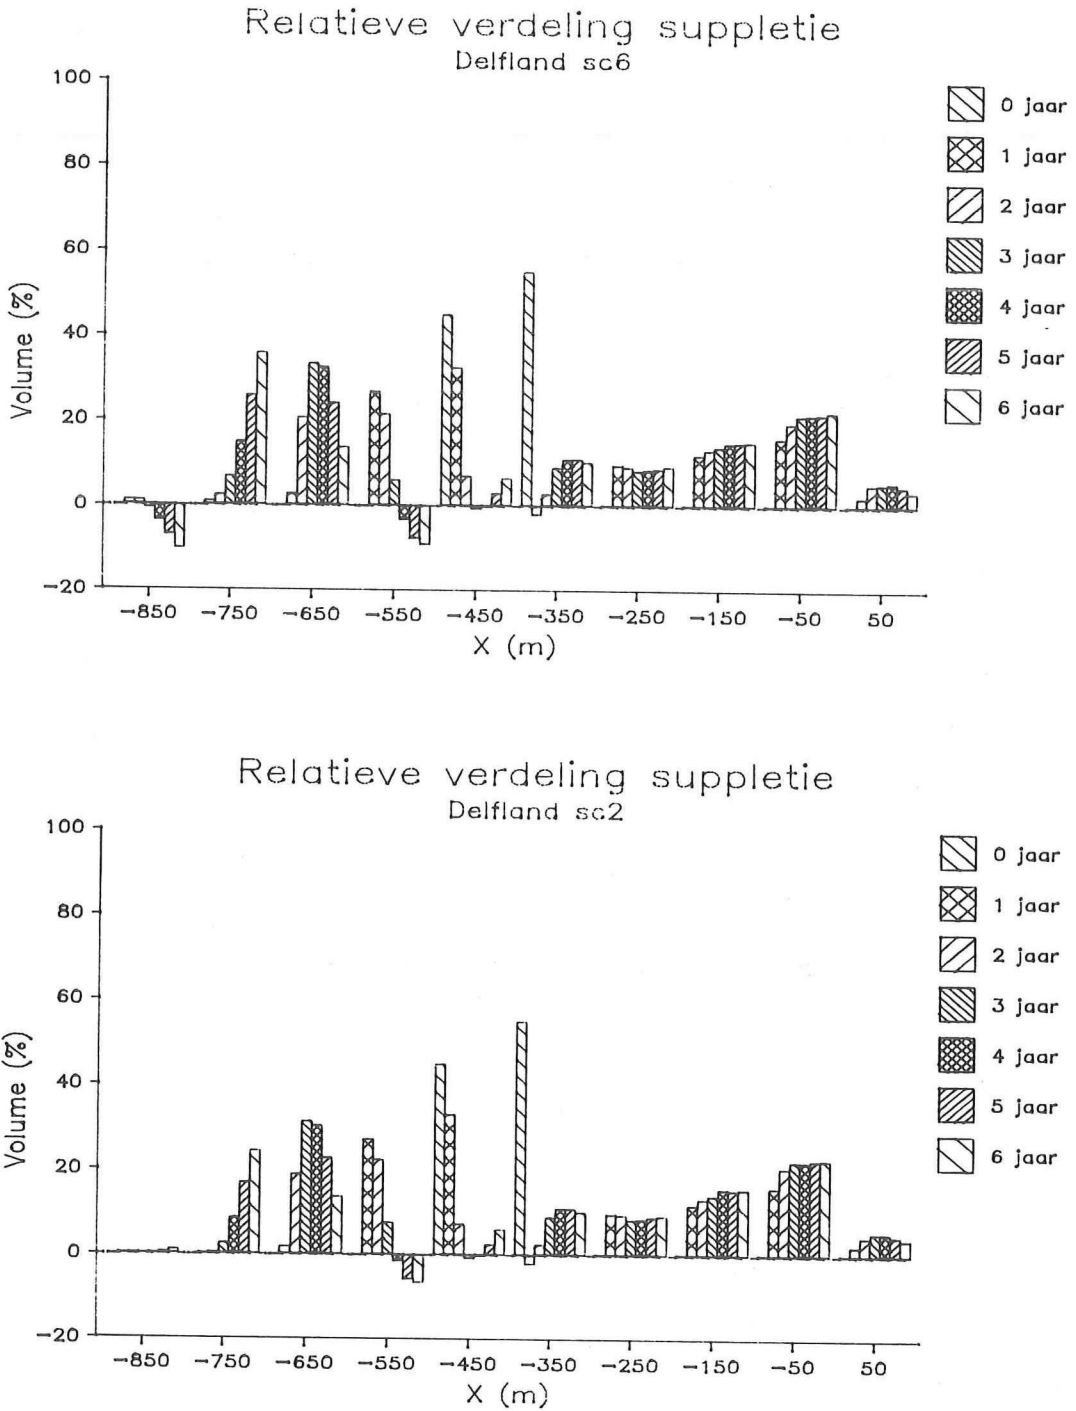 Relatieve verdeling suppletie
Delfland sc6
100
80
60
40
20
0
-20
Volume (%)
-850 -750 -650 -550 -450 -350 -250 -150 -50 50
X (m)
0 jaar
1 jaar
2 jaar
3 jaar
4 jaar
5 jaar
6 jaar
Relatieve verdeling suppletie
Delfland sc2
100
80
60
40
20
0
-20
Volume (%)
-850 -750 -650 -550 -450 -350 -250 -150 -50 50
X (m)
0 jaar
1 jaar
2 jaar
3 jaar
4 jaar
5 jaar
6 jaar